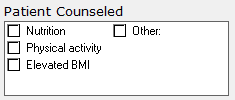 Patient Counseled
Nutrition Other:
Physical activity
Elevated BMI